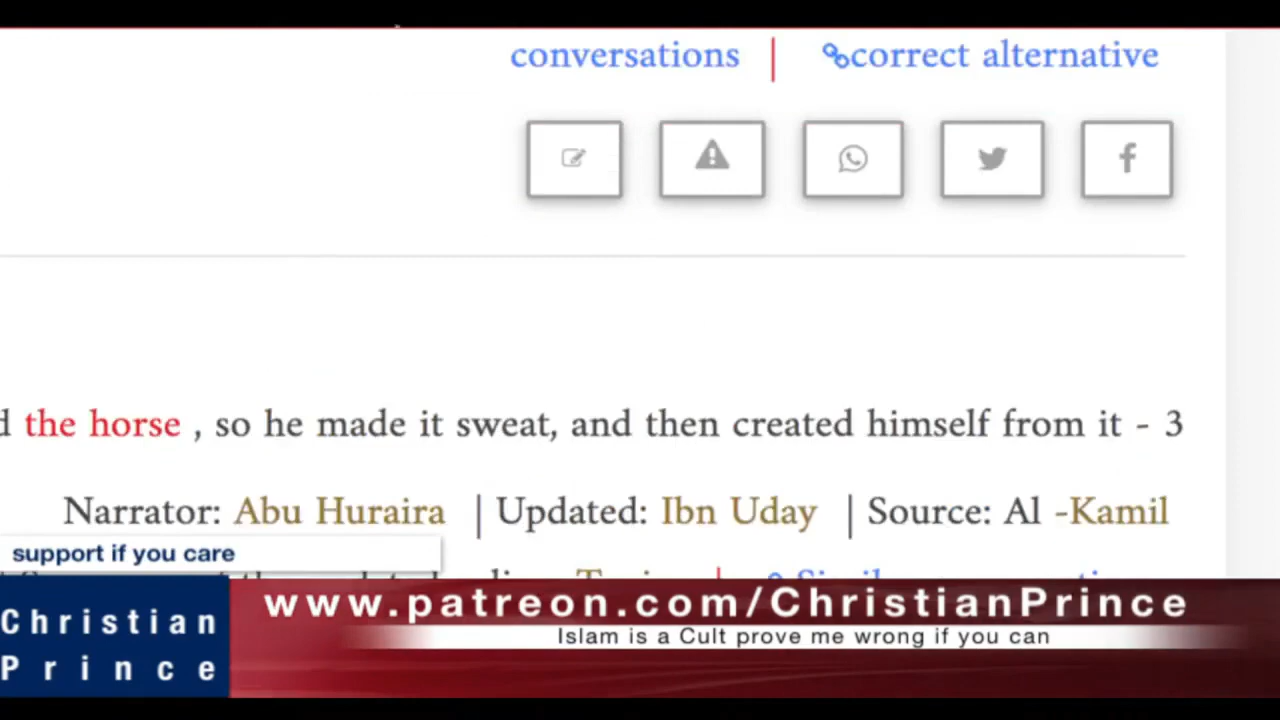 conversations | correct alternative
the horse , so he made it sweat, and then created himself from it - 3
Narrator: Abu Huraira | Updated: Ibn Uday | Source: Al -Kamil
support if you care
Christian Prince
www.patreon.com/ChristianPrince
Islam is a Cult prove me wrong if you can